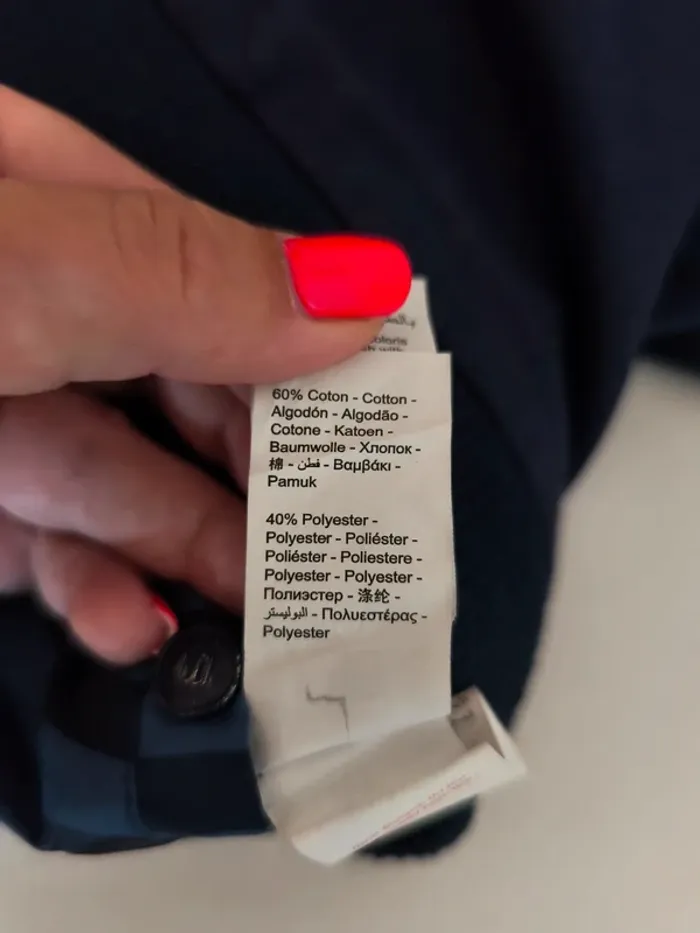 coloris
60% Coton - Cotton -
Algodón - Algodão -
Cotone - Katoen -
Baumwolle - Хлопок -
棉 - قطن - Βαμβάκι -
Pamuk
40% Polyester -
Polyester - Poliéster -
Poliéster - Poliestere -
Polyester - Polyester -
Полиэстер - 涤纶 -
البوليستر - Πολυεστέρας -
Polyester